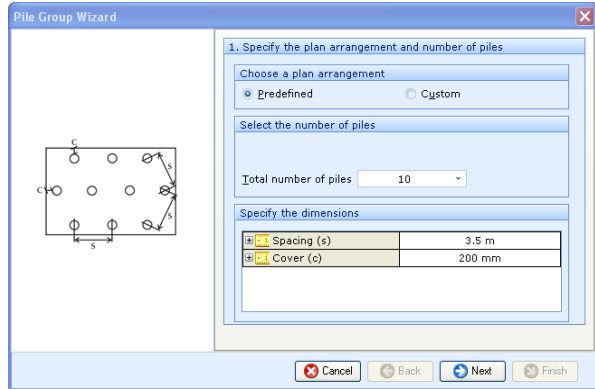 Pile Group Wizard
1. Specify the plan arrangement and number of piles
Choose a plan arrangement
Predefined Custom
Select the number of piles
Total number of piles 10
Specify the dimensions
Spacing (s) 3.5 m
Cover (c) 200 mm
c
s
c
s
s
Cancel Back Next Finish